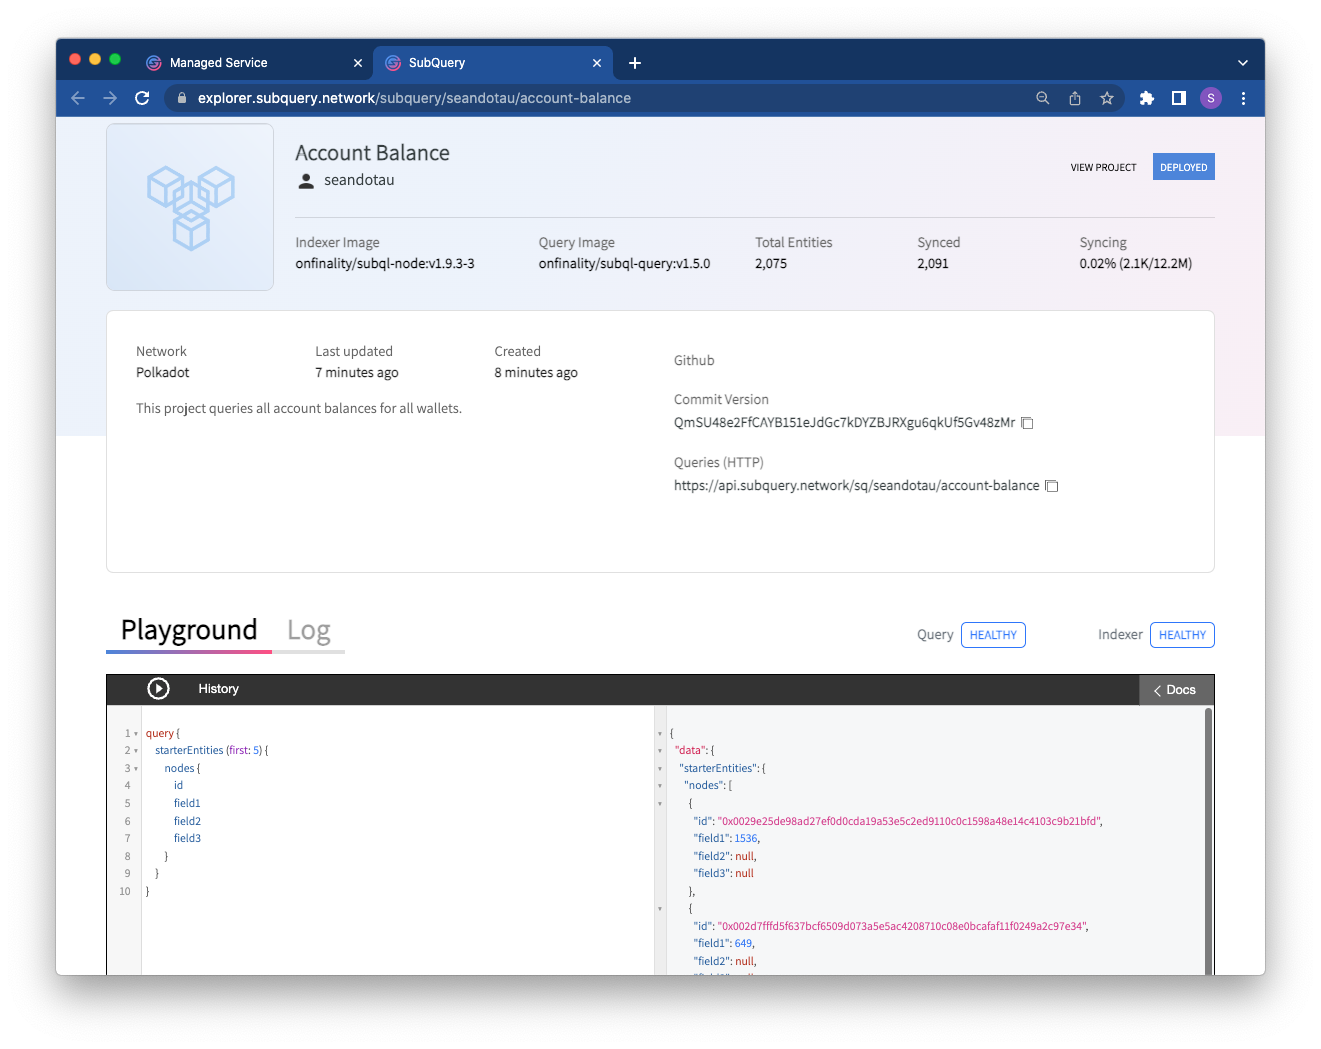 Managed Service
SubQuery
explorer.subquery.network/subquery/seandotau/account-balance
S
Account Balance
seandotau
VIEW PROJECT
DEPLOYED
Indexer Image
onfinality/subql-node:v1.9.3-3
Query Image
onfinality/subql-query:v1.5.0
Total Entities
2,075
Synced
2,091
Syncing
0.02% (2.1K/12.2M)
Network
Polkadot
Last updated
7 minutes ago
Created
8 minutes ago
This project queries all account balances for all wallets.
Github
Commit Version
QmSU48e2FfCAYB151eJdGc7kDYZBJRXgu6qkUf5Gv48zMr
Queries (HTTP)
https://api.subquery.network/sq/seandotau/account-balance
Playground
Log
Query HEALTHY
Indexer HEALTHY
History
Docs
1 query {
2 starterEntities (first: 5) {
3 nodes {
4 id
5 field1
6 field2
7 field3
8 }
9 }
10 }
{
"data": {
"starterEntities": {
"nodes": [
{
"id": "0x0029e25de98ad27ef0d0cda19a53e5c2ed9110c0c1598a48e14c4103c9b21bfd",
"field1": 1536,
"field2": null,
"field3": null
},
{
"id": "0x002d7fffd5f637bcf6509d073a5e5ac4208710c08e0bcafaf11f0249a2c97e34",
"field1": 649,
"field2": null,